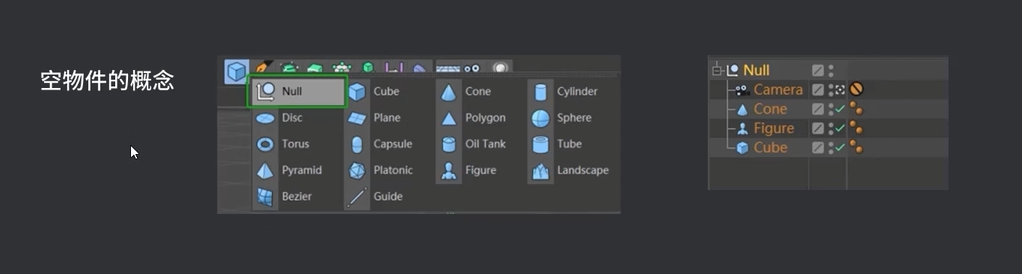 空物件的概念
Null Cube Cone Cylinder
Disc Plane Polygon Sphere
Torus Capsule Oil Tank Tube
Pyramid Platonic Figure Landscape
Bezier Guide
Null
Camera
Cone
Figure
Cube